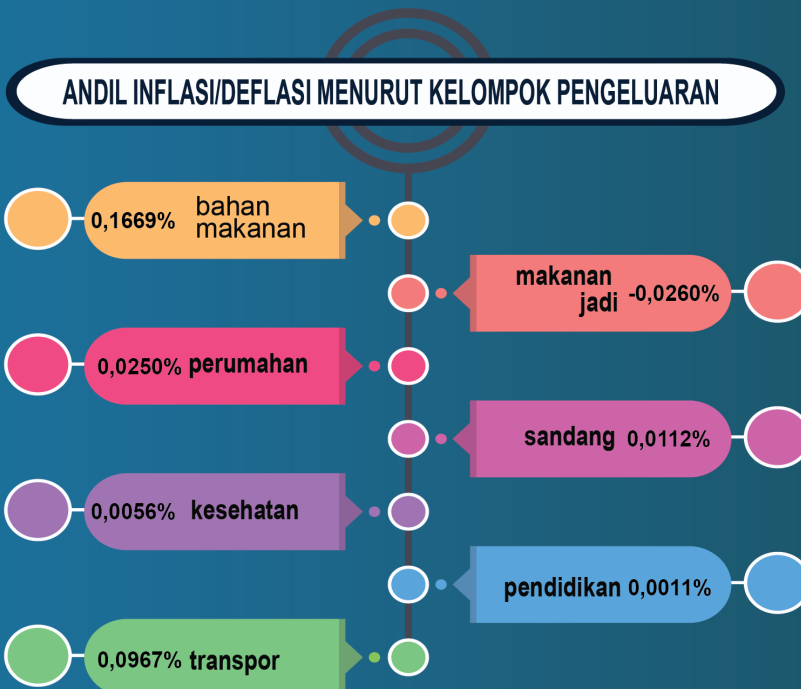 ANDIL INFLASI/DEFLASI MENURUT KELOMPOK PENGELUARAN
0,1669% bahan
makanan
makanan
jadi -0,0260%
0,0250% perumahan
sandang 0,0112%
0,0056% kesehatan
pendidikan 0,0011%
0,0967% transpor